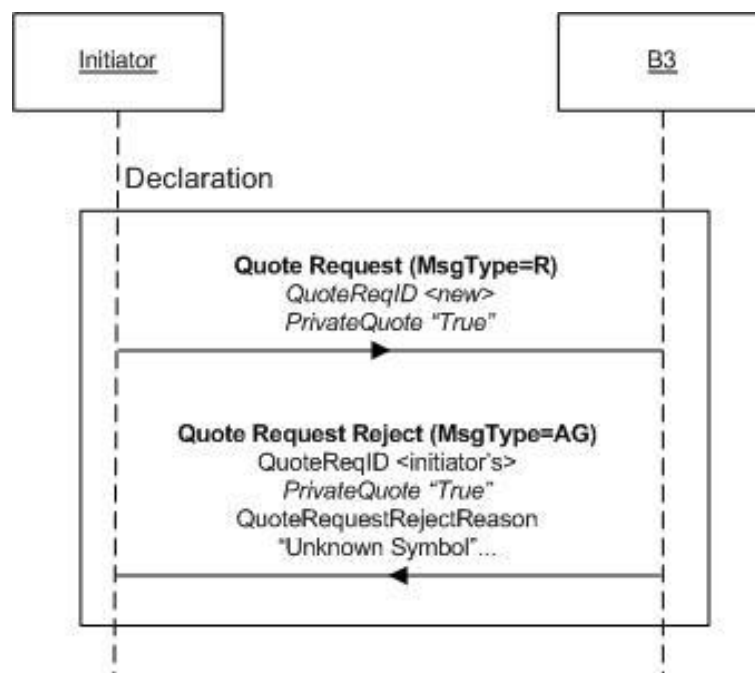 Initiator
B3
Declaration
Quote Request (MsgType=R)
QuoteReqID <new>
PrivateQuote “True”
Quote Request Reject (MsgType=AG)
QuoteReqID <initiator’s>
PrivateQuote “True”
QuoteRequestRejectReason
“Unknown Symbol”...